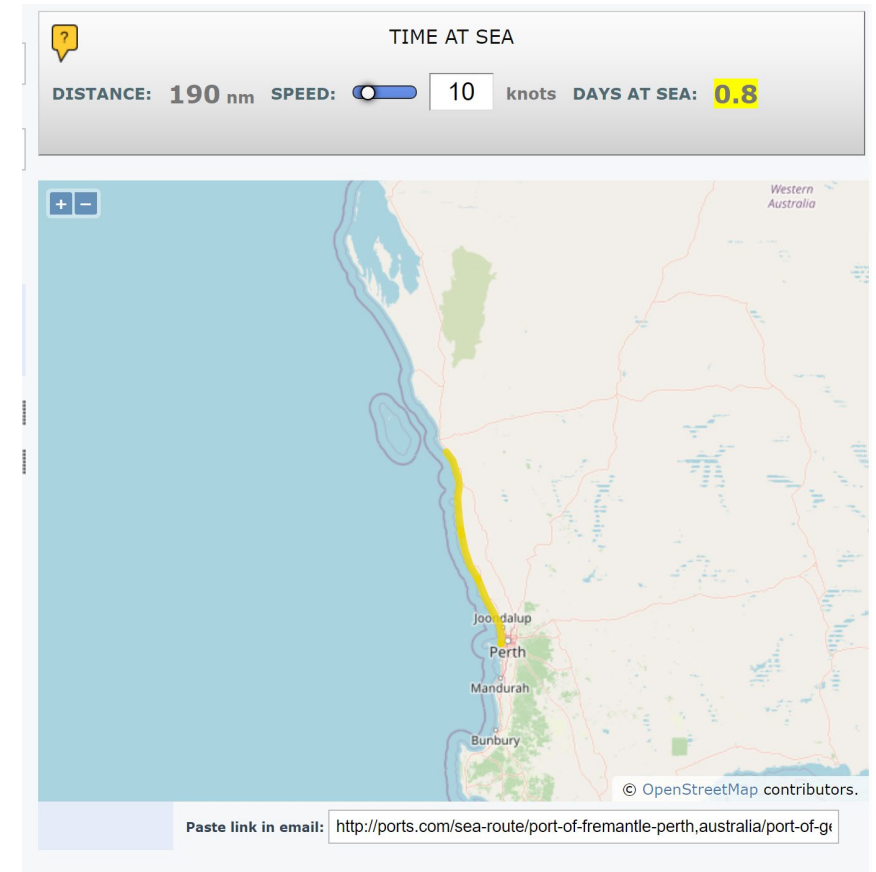 ?
TIME AT SEA
DISTANCE: 190 nm SPEED: 10 knots DAYS AT SEA: 0.8
+ −
Western
Australia
Joondalup
Perth
Mandurah
Bunbury
© OpenStreetMap contributors.
Paste link in email: http://ports.com/sea-route/port-of-fremantle-perth,australia/port-of-ge